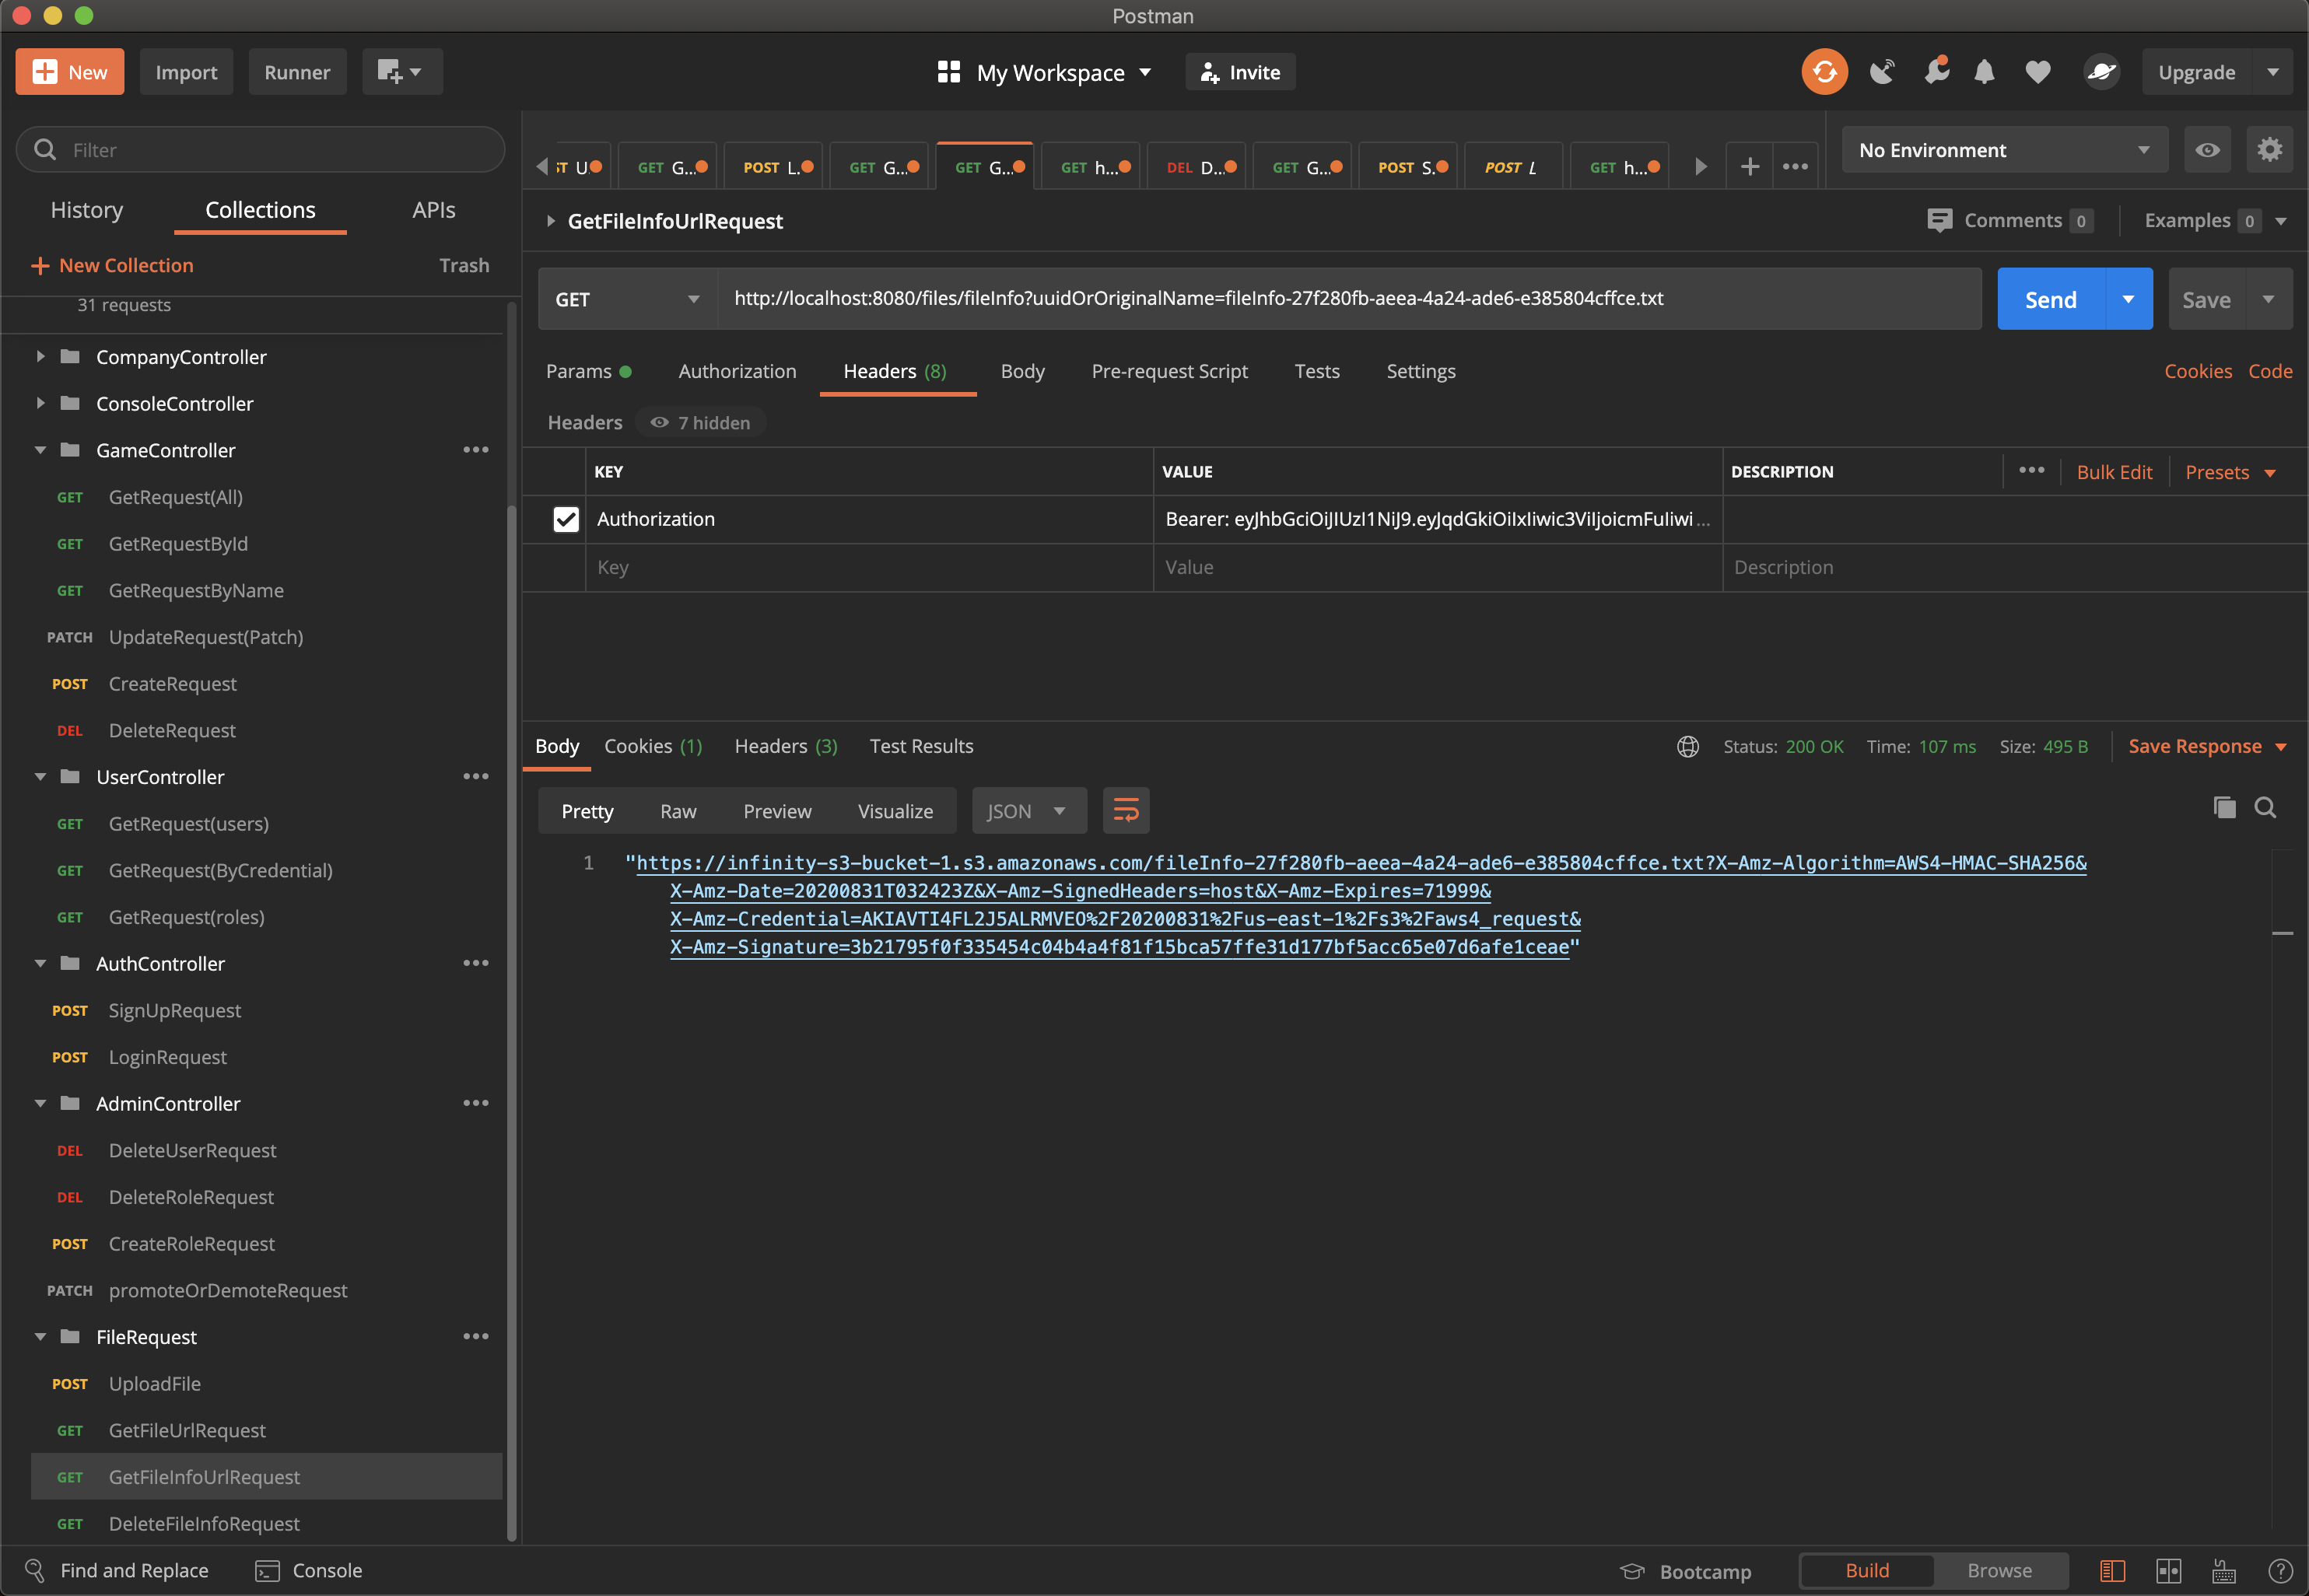 Postman
New
Import
Runner
My Workspace
Invite
Upgrade
Filter
History
Collections
APIs
New Collection
Trash
31 requests
CompanyController
ConsoleController
GameController
GET GetRequest(All)
GET GetRequestById
GET GetRequestByName
PATCH UpdateRequest(Patch)
POST CreateRequest
DEL DeleteRequest
UserController
GET GetRequest(users)
GET GetRequest(ByCredential)
GET GetRequest(roles)
AuthController
POST SignUpRequest
POST LoginRequest
AdminController
DEL DeleteUserRequest
DEL DeleteRoleRequest
POST CreateRoleRequest
PATCH promoteOrDemoteRequest
FileRequest
POST UploadFile
GET GetFileUrlRequest
GET GetFileInfoUrlRequest
GET DeleteFileInfoRequest
ST U.
GET G...
POST L..
GET G...
GET G...
GET h...
DEL D...
GET G...
POST S.
POST L
GET h...
No Environment
GetFileInfoUrlRequest
Comments 0
Examples 0
GET
http://localhost:8080/files/fileInfo?uuidOrOriginalName=fileInfo-27f280fb-aeea-4a24-ade6-e385804cffce.txt
Send
Save
Params
Authorization
Headers (8)
Body
Pre-request Script
Tests
Settings
Cookies
Code
Headers
7 hidden
KEY
VALUE
DESCRIPTION
Bulk Edit
Presets
Authorization
Bearer: eyJhbGciOiJIUzI1NiJ9.eyJqdGkiOiIxIiwic3ViIjoicmFuIiwi...
Key
Value
Description
Body
Cookies (1)
Headers (3)
Test Results
Status: 200 OK
Time: 107 ms
Size: 495 B
Save Response
Pretty
Raw
Preview
Visualize
JSON
1 "https://infinity-s3-bucket-1.s3.amazonaws.com/fileInfo-27f280fb-aeea-4a24-ade6-e385804cffce.txt?X-Amz-Algorithm=AWS4-HMAC-SHA256&
X-Amz-Date=20200831T032423Z&X-Amz-SignedHeaders=host&X-Amz-Expires=71999&
X-Amz-Credential=AKIAVTI4FL2J5ALRMVEO%2F20200831%2Fus-east-1%2Fs3%2Faws4_request&
X-Amz-Signature=3b21795f0f335454c04b4a4f81f15bca57ffe31d177bf5acc65e07d6afe1ceae"
Find and Replace
Console
Bootcamp
Build
Browse